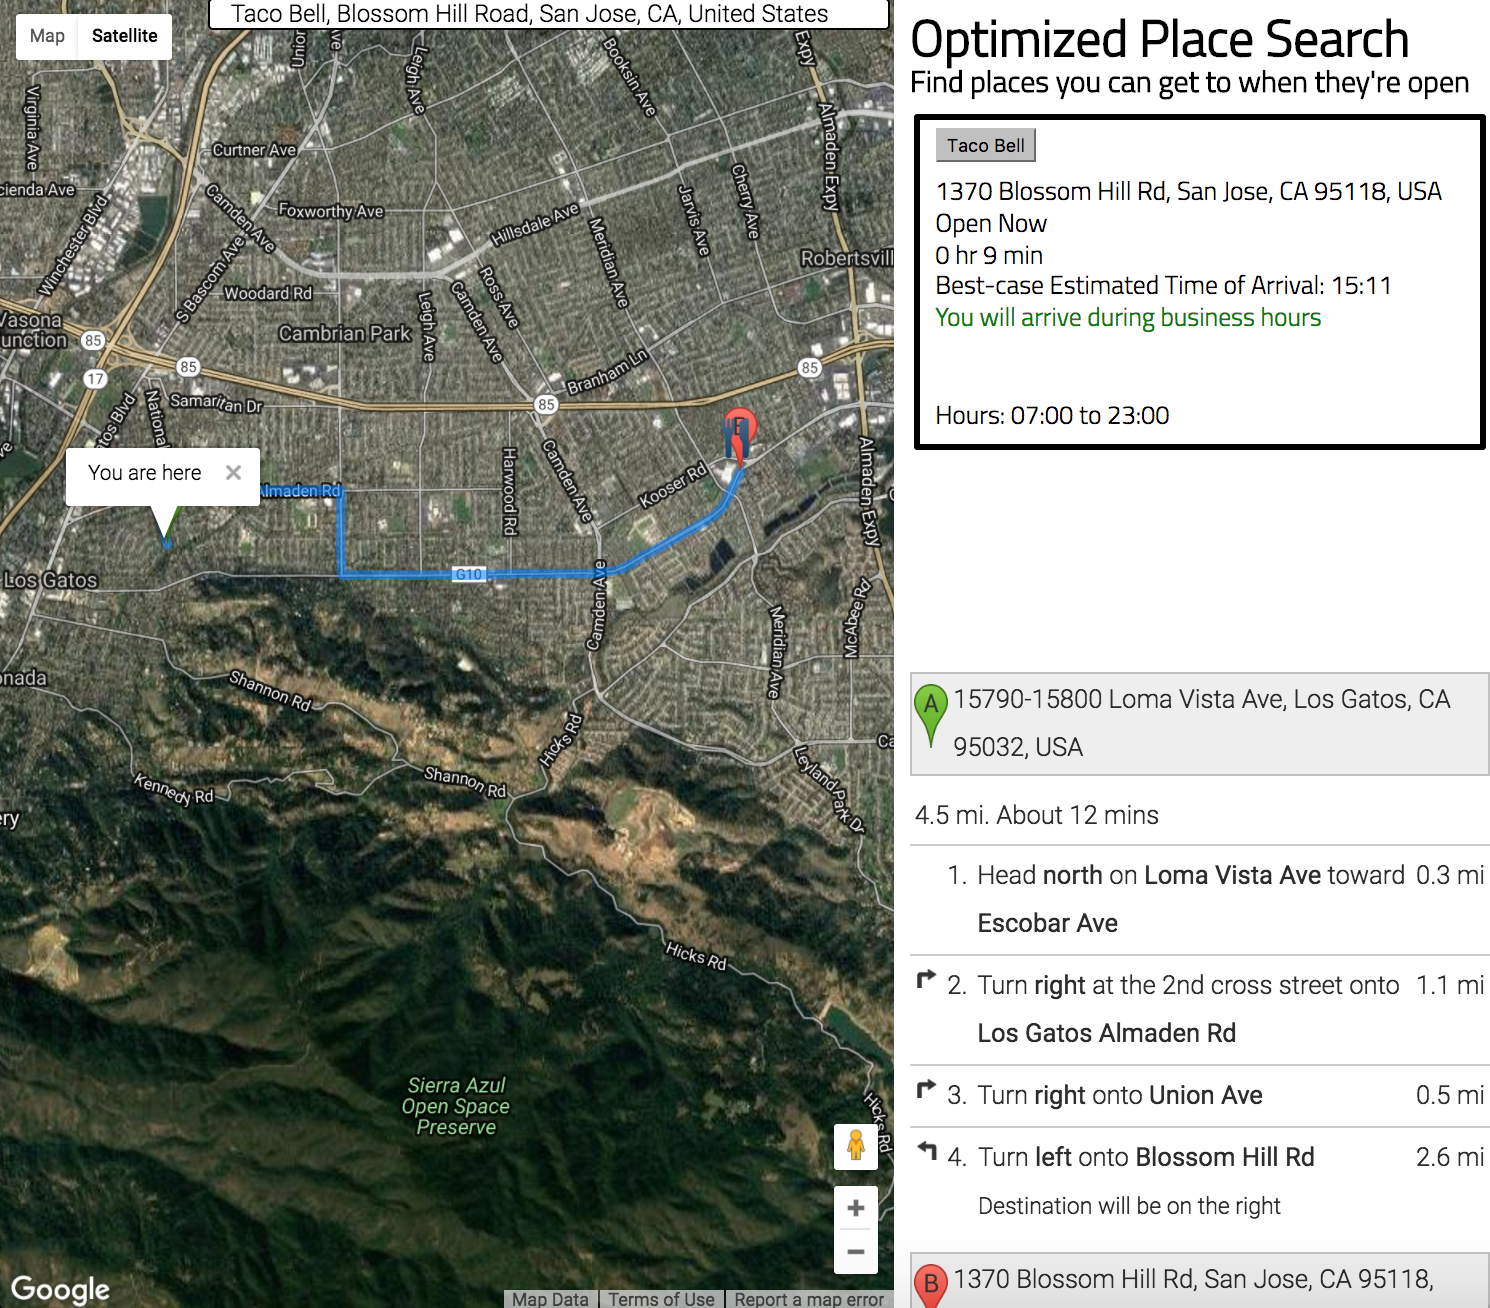 Taco Bell, Blossom Hill Road, San Jose, CA, United States
Map
Satellite
Union
Ave
Leigh Ave
Booksin Ave
Expy
Almaden Expy
Virginia Ave
Curtner Ave
cienda Ave
Camden Ave
Foxworthy Ave
Hillsdale Ave
Jarvis Ave
Cherry Ave
Winchester Blvd
S Bascom Ave
Meridian Ave
Robertsvill
Woodard Rd
Ross Ave
Vasona
unction
85
Cambrian Park
Leigh Ave
Camden Ave
Branham Ln
17
85
85
85
Samaritan Dr
National
tos Blvd
ve
You are here
Almaden Rd
Harwood Rd
Camden Ave
Kooser Rd
Almaden Expy
Los Gatos
G10
Camden Ave
Meridian Ave
McAbee Rd
onada
Shannon Rd
Hicks Rd
Ca
Kennedy Rd
Shannon Rd
Leyland Park Dr
ery
Hicks Rd
Sierra Azul
Open Space
Preserve
Hicks Rd
Google
Map Data
Terms of Use
Report a map error
Optimized Place Search
Find places you can get to when they're open
Taco Bell
1370 Blossom Hill Rd, San Jose, CA 95118, USA
Open Now
0 hr 9 min
Best-case Estimated Time of Arrival: 15:11
You will arrive during business hours
Hours: 07:00 to 23:00
A 15790-15800 Loma Vista Ave, Los Gatos, CA
95032, USA
4.5 mi. About 12 mins
1. Head north on Loma Vista Ave toward 0.3 mi
Escobar Ave
2. Turn right at the 2nd cross street onto 1.1 mi
Los Gatos Almaden Rd
3. Turn right onto Union Ave 0.5 mi
4. Turn left onto Blossom Hill Rd 2.6 mi
Destination will be on the right
B 1370 Blossom Hill Rd, San Jose, CA 95118,